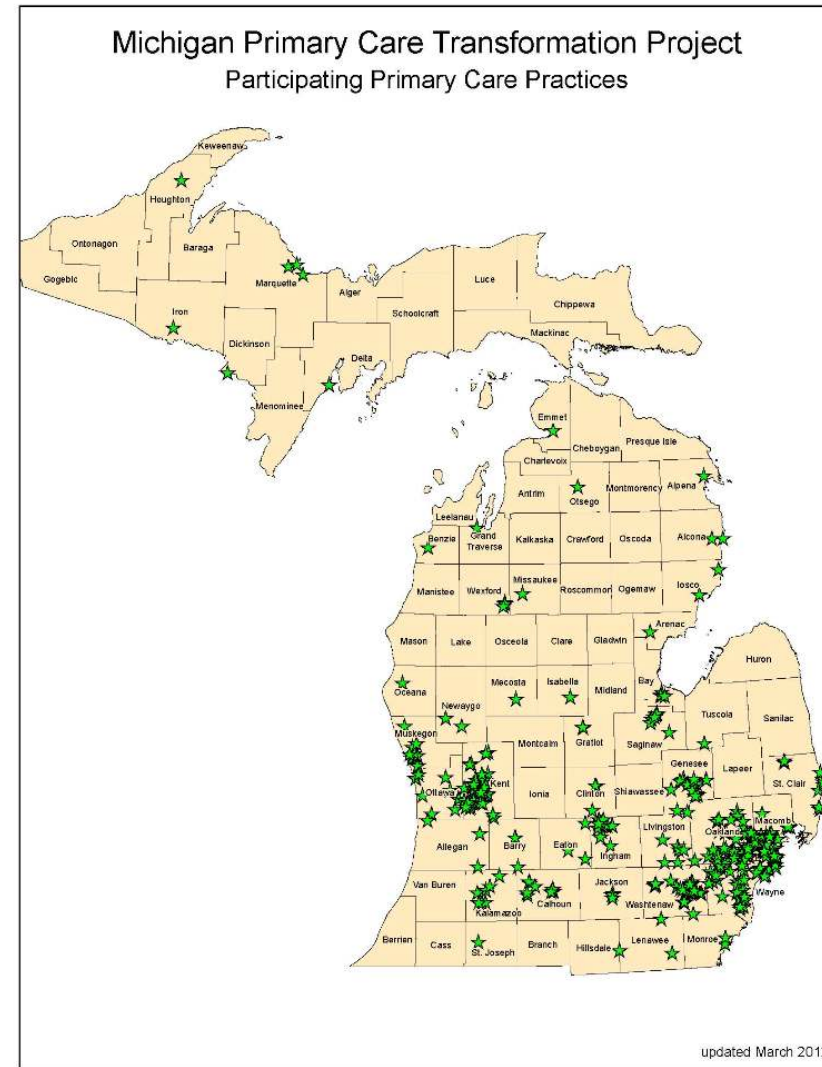 Michigan Primary Care Transformation Project
Participating Primary Care Practices
Keweenaw
Houghton
Ontonagon
Baraga
Gogebic
Marquette
Alger
Luce
Chippewa
Schoolcraft
Mackinac
Iron
Dickinson
Delta
Menominee
Emmet
Cheboygan
Presque Isle
Charlevoix
Antrim
Otsego
Montmorency
Alpena
Leelanau
Benzie
Grand
Traverse
Kalkaska
Crawford
Oscoda
Alcona
Manistee
Wexford
Missaukee
Roscommon
Ogemaw
Iosco
Arenac
Mason
Lake
Osceola
Clare
Gladwin
Huron
Oceana
Newaygo
Mecosta
Isabella
Midland
Bay
Tuscola
Sanilac
Muskegon
Montcalm
Gratiot
Saginaw
Genesee
Lapeer
St. Clair
Ottawa
Kent
Ionia
Clinton
Shiawassee
Livingston
Oakland
Macomb
Allegan
Barry
Eaton
Ingham
Van Buren
Kalamazoo
Calhoun
Jackson
Washtenaw
Wayne
Berrien
Cass
St. Joseph
Branch
Hillsdale
Lenawee
Monroe
updated March